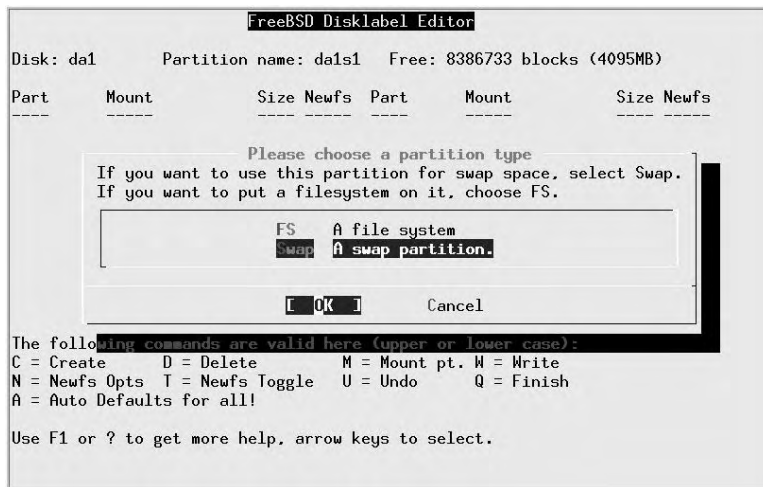 FreeBSD Disklabel Editor
Disk: da1 Partition name: da1s1 Free: 8386733 blocks (4095MB)
Part Mount Size Newfs Part Mount Size Newfs
---- ----- ---- ----- ---- ----- ---- -----
Please choose a partition type
If you want to use this partition for swap space, select Swap.
If you want to put a filesystem on it, choose FS.
FS A file system
Swap A swap partition.
[ OK ] Cancel
The following commands are valid here (upper or lower case):
C = Create D = Delete M = Mount pt. W = Write
N = Newfs Opts T = Newfs Toggle U = Undo Q = Finish
A = Auto Defaults for all!
Use F1 or ? to get more help, arrow keys to select.